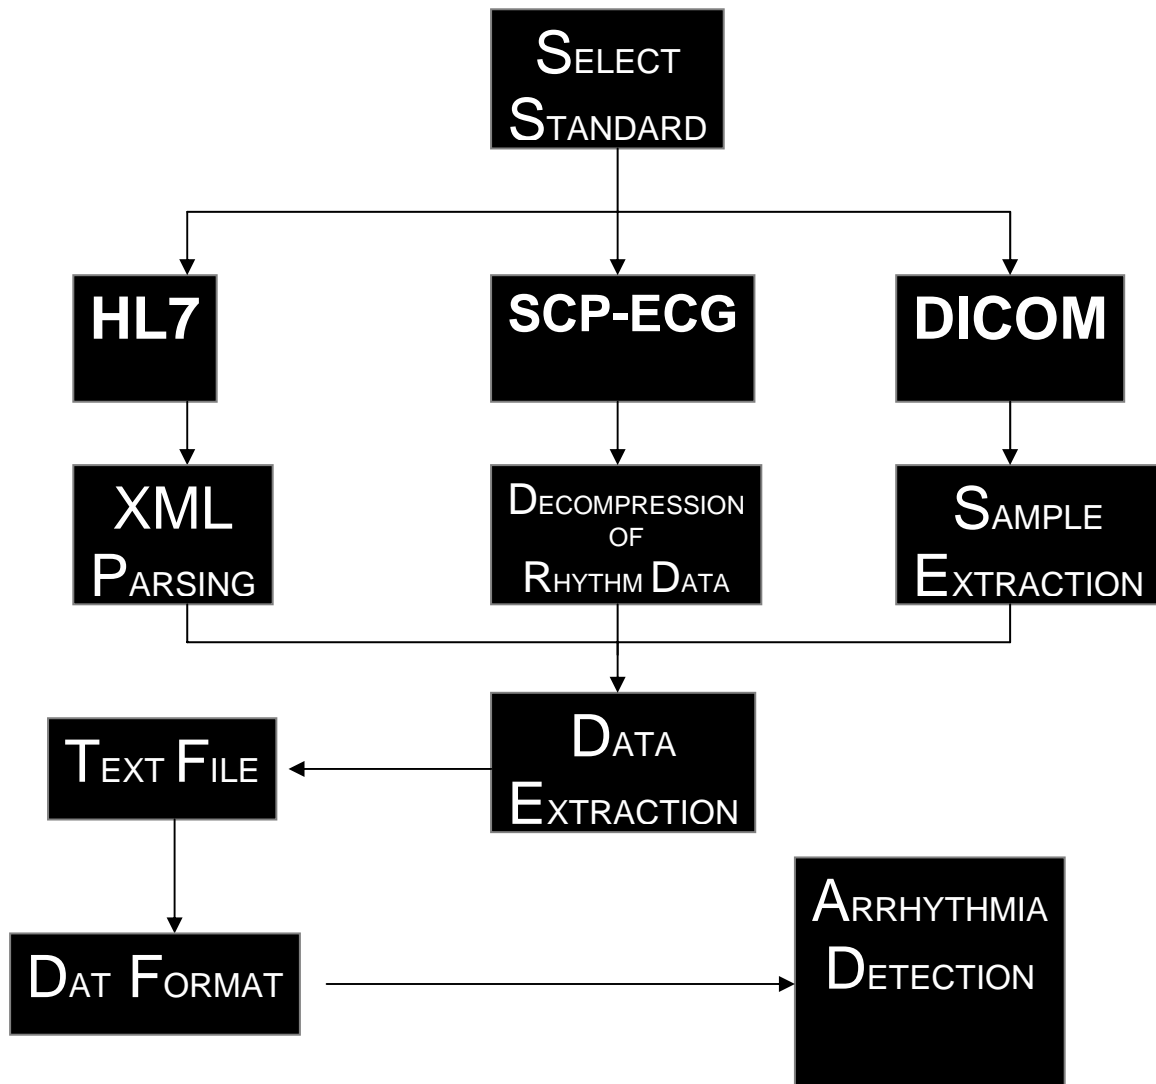 SELECT
STANDARD
HL7
SCP-ECG
DICOM
XML
PARSING
DECOMPRESSION
OF
RHYTHM DATA
SAMPLE
EXTRACTION
DATA
EXTRACTION
TEXT FILE
DAT FORMAT
ARRHYTHMIA
DETECTION